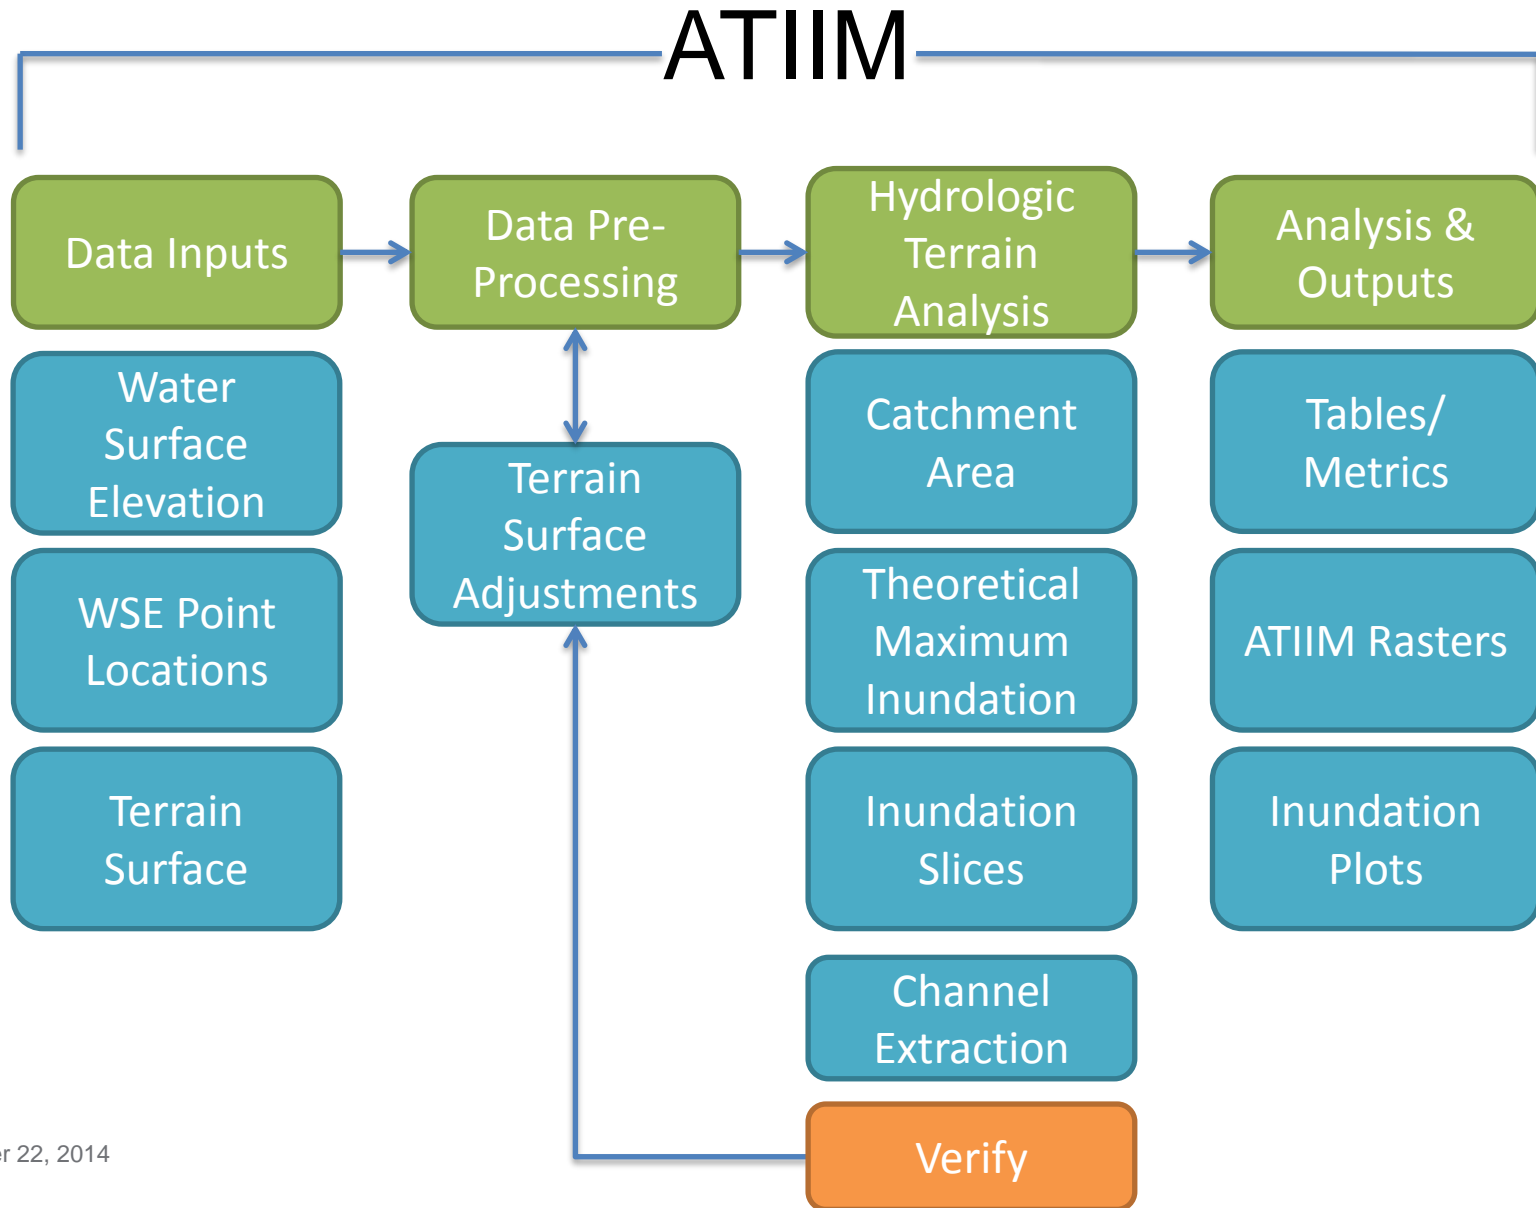 ATIIM
Data Inputs
Water
Surface
Elevation
WSE Point
Locations
Terrain
Surface
Data Pre-
Processing
Terrain
Surface
Adjustments
Hydrologic
Terrain
Analysis
Catchment
Area
Theoretical
Maximum
Inundation
Inundation
Slices
Channel
Extraction
Verify
Analysis &
Outputs
Tables/
Metrics
ATIIM Rasters
Inundation
Plots
22, 2014